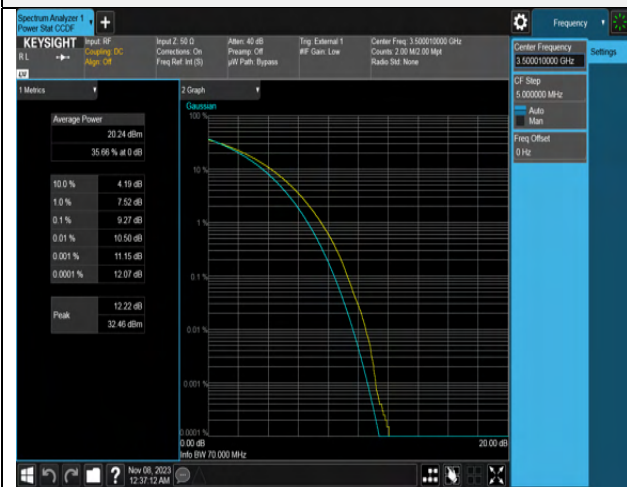 Spectrum Analyzer 1
Power Stat CCDF
Frequency
KEYSIGHT
RL
Input: RF
Coupling: DC
Align: Off
Input Z: 50 Ω
Corrections: On
Freq Ref: Int (S)
Atten: 40 dB
Preamp: Off
µW Path: Bypass
Trig: External 1
#IF Gain: Low
Center Freq: 3.500010000 GHz
Counts: 2.00 M/2.00 Mpt
Radio Std: None
Center Frequency
3.500010000 GHz
Settings
CF Step
5.000000 MHz
Auto
Man
Freq Offset
0 Hz
1 Metrics
Average Power
20.24 dBm
35.66 % at 0 dB
10.0 % 4.19 dB
1.0 % 7.52 dB
0.1 % 9.27 dB
0.01 % 10.50 dB
0.001 % 11.15 dB
0.0001 % 12.07 dB
Peak
12.22 dB
32.46 dBm
2 Graph
Gaussian
100 %
10 %
1 %
0.1 %
0.01 %
0.001 %
0.0001 %
0.00 dB
20.00 dB
Info BW 70.000 MHz
Nov 08, 2023
12:37:12 AM